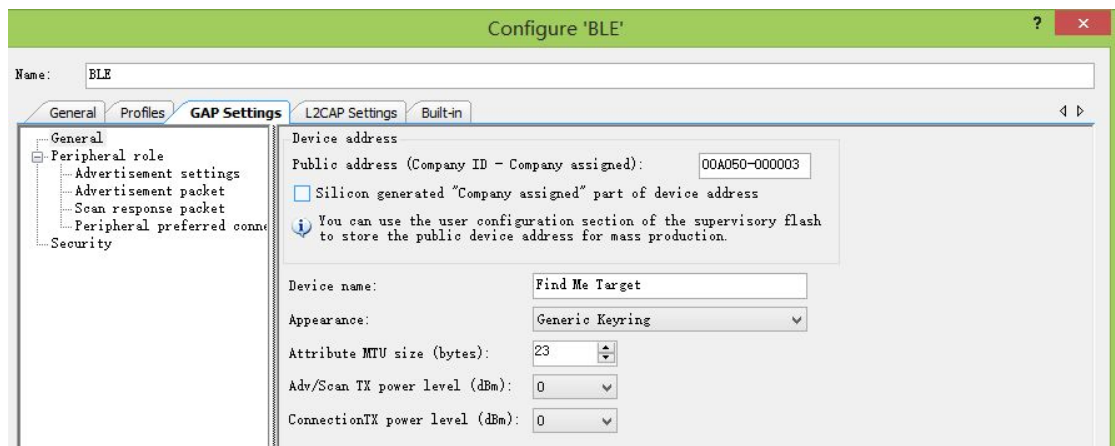 Configure 'BLE'
? ×
Name: BLE
General Profiles GAP Settings L2CAP Settings Built-in
General
Peripheral role
Advertisement settings
Advertisement packet
Scan response packet
Peripheral preferred conne
Security
Device address
Public address (Company ID - Company assigned): 00A050-000003
Silicon generated "Company assigned" part of device address
You can use the user configuration section of the supervisory flash
to store the public device address for mass production.
Device name: Find Me Target
Appearance: Generic Keyring
Attribute MTU size (bytes): 23
Adv/Scan TX power level (dBm): 0
ConnectionTX power level (dBm): 0